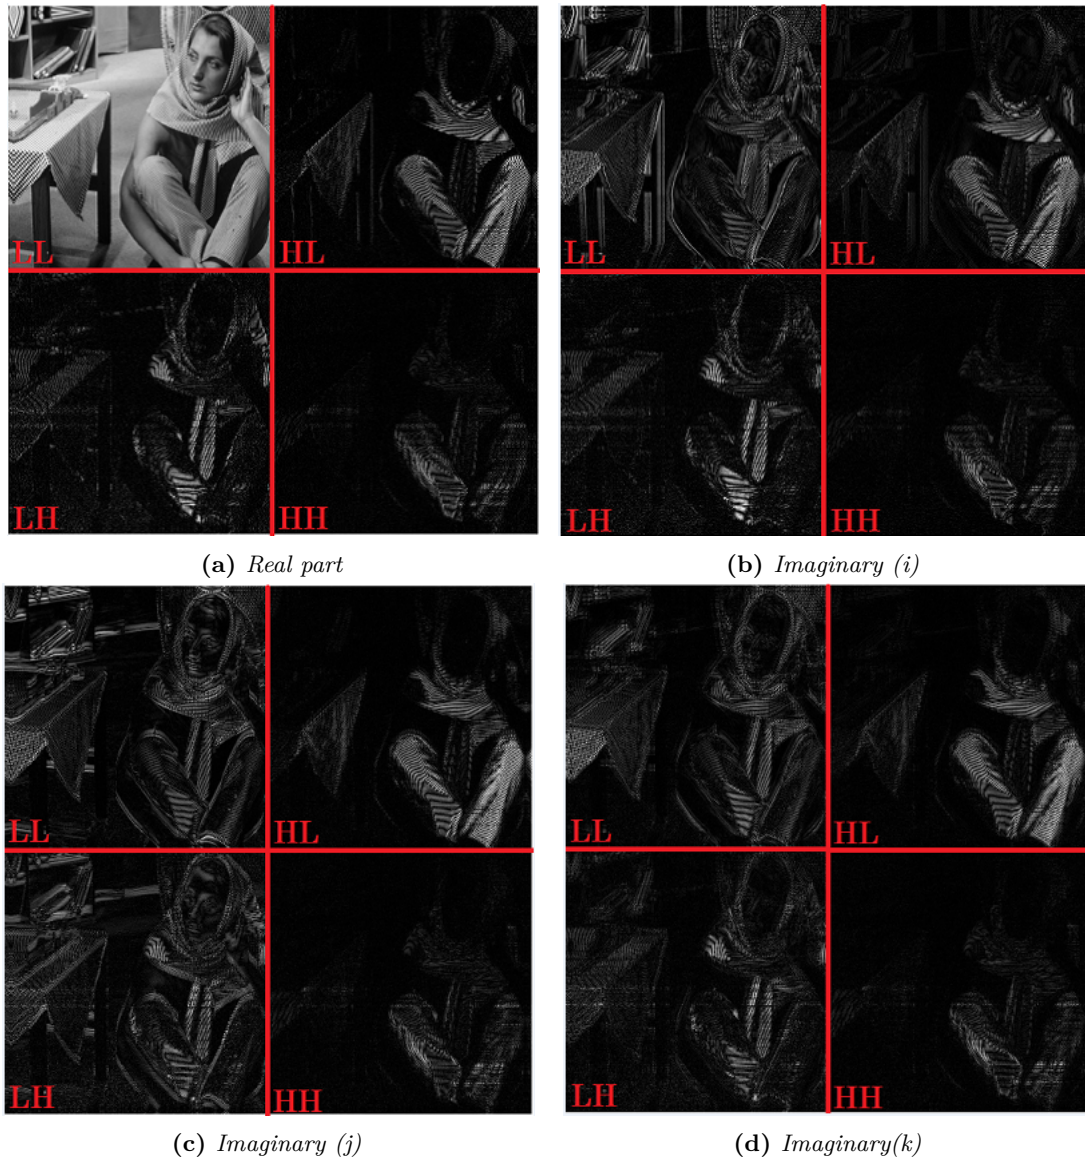 LL HL LL HL
LH HH LH HH
(a) Real part (b) Imaginary (i)
LL HL LL HL
LH HH LH HH
(c) Imaginary (j) (d) Imaginary(k)